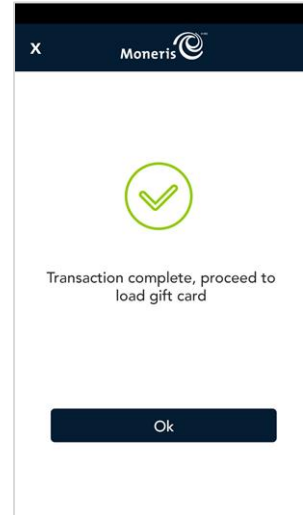 X
Moneris
Transaction complete, proceed to
load gift card
Ok